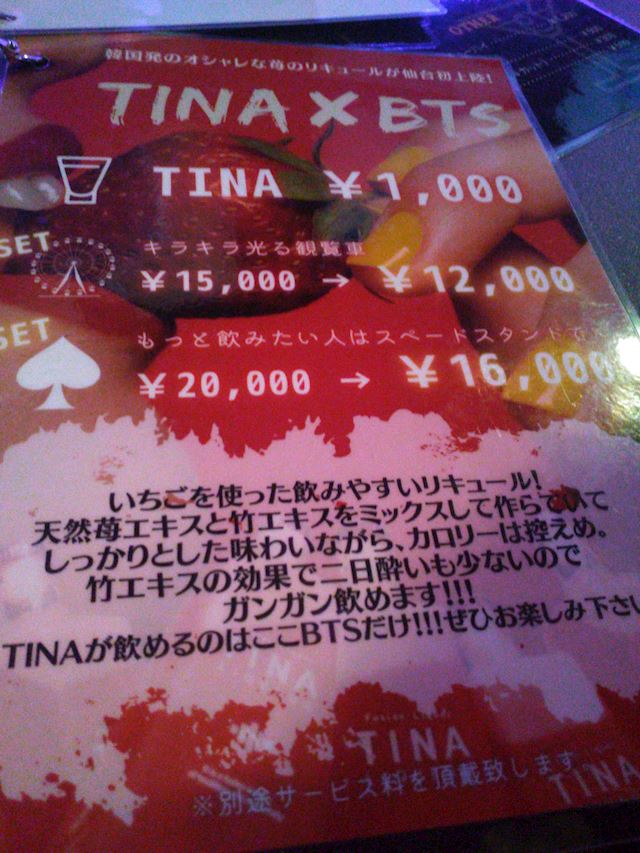 韓国発のオシャレな苺のリキュールが仙台初上陸!
TINA X BTS
TINA ¥1,000
SET
キラキラ光る観覧車
¥15,000 → ¥12,000
SET
もっと飲みたい人はスペードスタンドで
¥20,000 → ¥16,000
いちごを使った飲みやすいリキュール!
天然苺エキスと竹エキスをミックスして作られていて
しっかりとした味わいながら、カロリーは控えめ。
竹エキスの効果で二日酔いも少ないので
ガンガン飲めます!!!
TINAが飲めるのはここBTSだけ!!!ぜひお楽しみ下さい
TINA
TINA
※別途サービス料を頂戴致します
TINA
OTHER